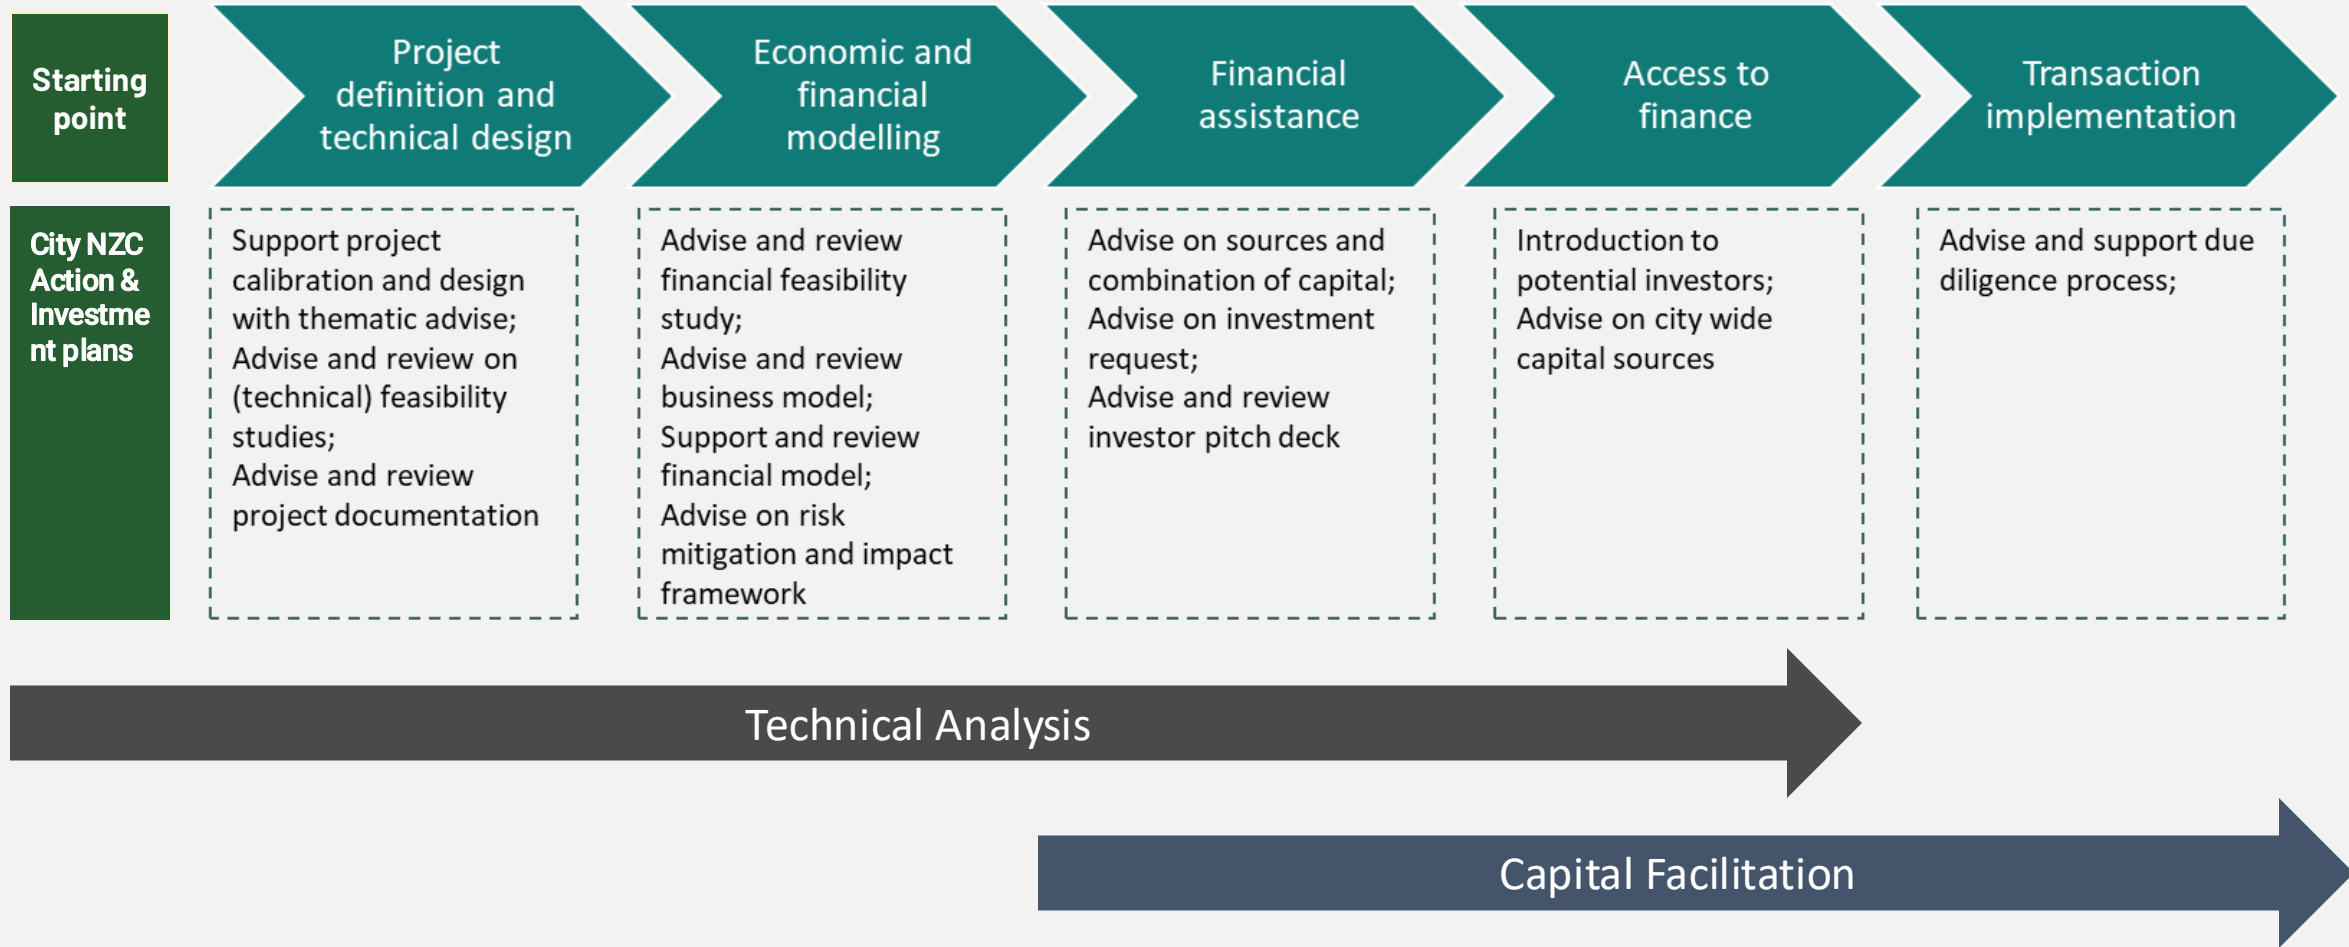 Starting
point
Project
definition and
technical design
Economic and
financial
modelling
Financial
assistance
Access to
finance
Transaction
implementation
City NZC
Action &
Investme
nt plans
Support project
calibration and design
with thematic advise;
Advise and review on
(technical) feasibility
studies;
Advise and review
project documentation
Advise and review
financial feasibility
study;
Advise and review
business model;
Support and review
financial model;
Advise on risk
mitigation and impact
framework
Advise on sources and
combination of capital;
Advise on investment
request;
Advise and review
investor pitch deck
Introduction to
potential investors;
Advise on city wide
capital sources
Advise and support due
diligence process;
Technical Analysis
Capital Facilitation